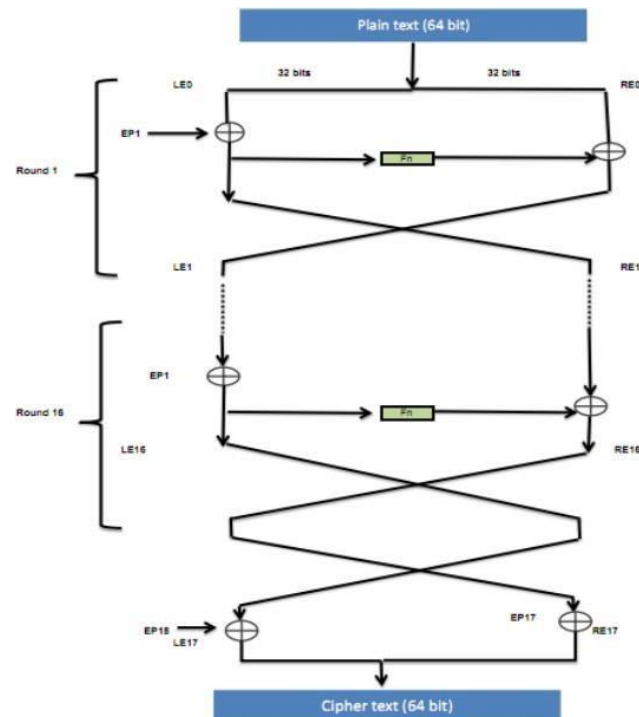 Plain text (64 bit)
32 bits 32 bits
LE0 RE0
EP1
Fn
Round 1
LE1 RE1
EP1
Round 16
Fn
LE16 RE16
EP18 EP17
LE17 RE17
Cipher text (64 bit)